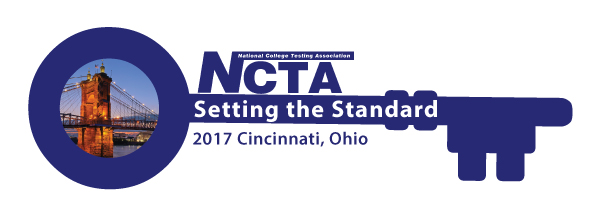 National College Testing Association
NCTA
Setting the Standard
2017 Cincinnati, Ohio